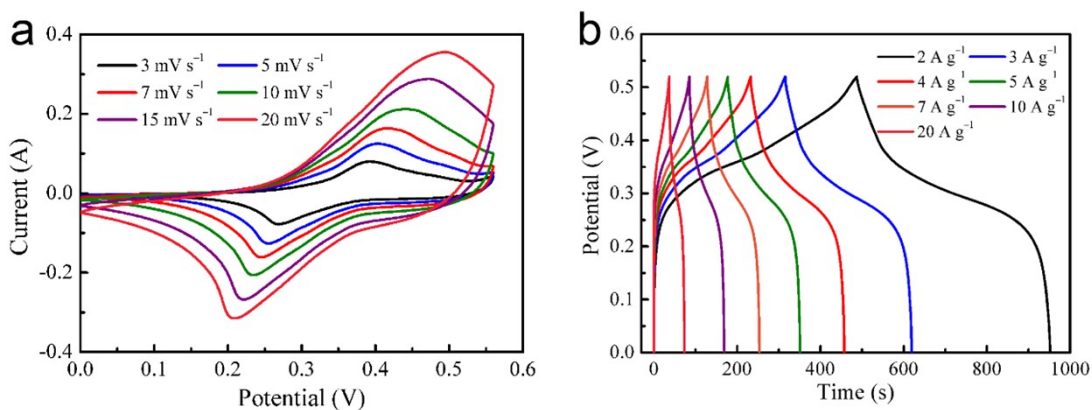 a
0.4
0.2
0.0
-0.2
-0.4
Current (A)
3 mV s⁻¹
5 mV s⁻¹
7 mV s⁻¹
10 mV s⁻¹
15 mV s⁻¹
20 mV s⁻¹
0.0 0.1 0.2 0.3 0.4 0.5 0.6
Potential (V)
b
0.6
0.5
0.4
0.3
0.2
0.1
0.0
Potential (V)
2 A g⁻¹
3 A g⁻¹
4 A g¹
5 A g¹
7 A g⁻¹
10 A g⁻¹
20 A g⁻¹
0 200 400 600 800 1000
Time (s)